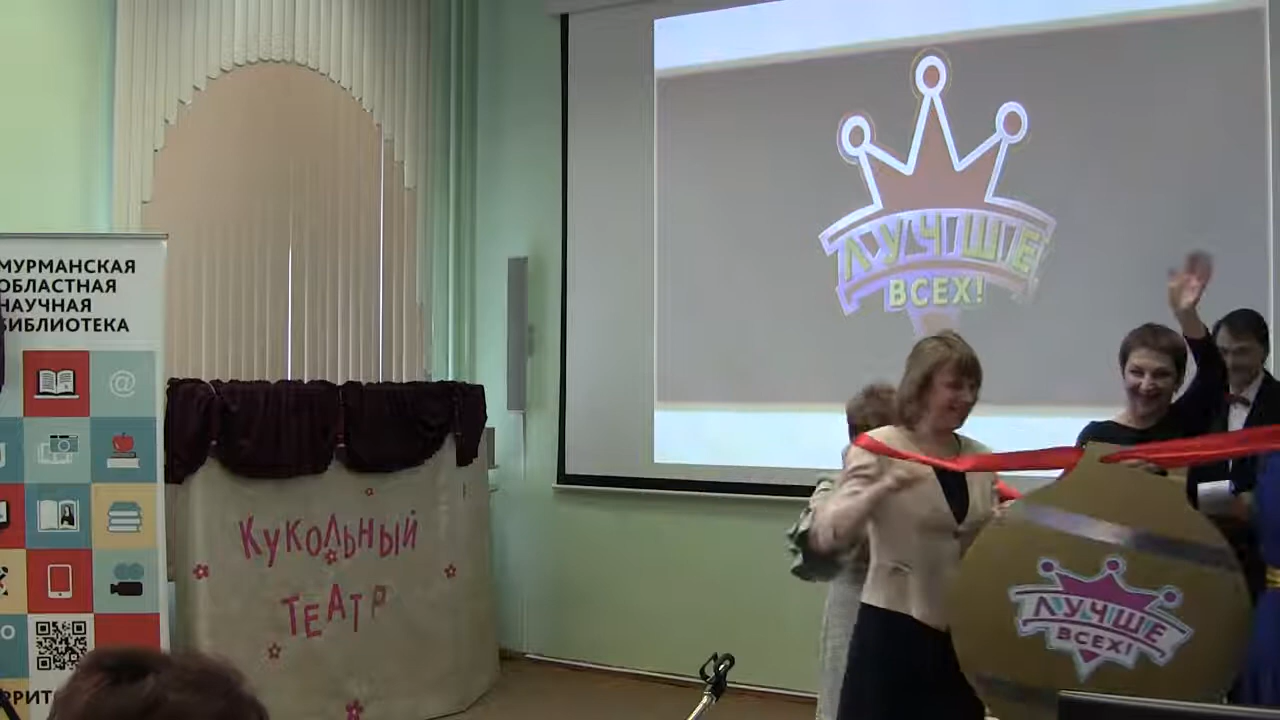 МУРМАНСКАЯ
ОБЛАСТНАЯ
НАУЧНАЯ
БИБЛИОТЕКА
КУКОЛЬНЫЙ
ТЕАТР
ЛУЧШЕ
ВСЕХ!
ЛУЧШЕ
ВСЕХ!